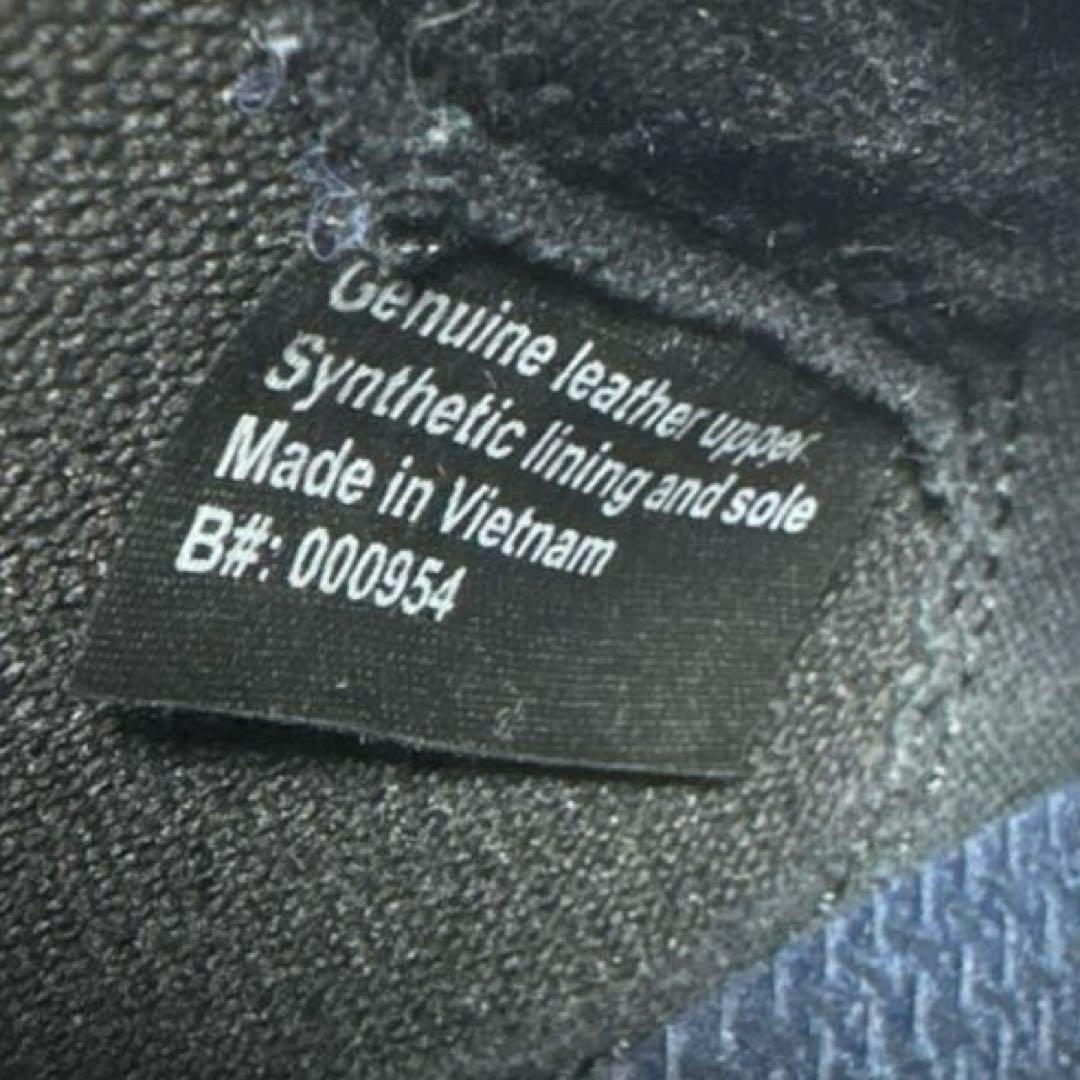 Genuine leather upper
Synthetic lining and sole
Made in Vietnam
B#: 000954